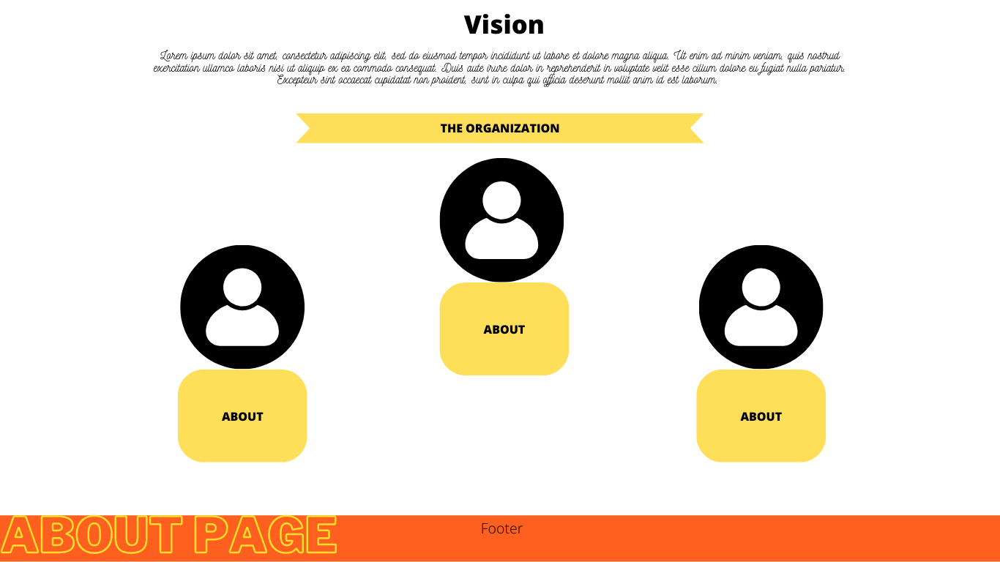 Vision
Lorem ipsum dolor sit amet, consectetur adipiscing elit, sed do eiusmod tempor incididunt ut labore et dolore magna aliqua. Ut enim ad minim veniam, quis nostrud
exercitation ullamco laboris nisi ut aliquip ex ea commodo consequat. Duis aute irure dolor in reprehenderit in voluptate velit esse cillum dolore eu fugiat nulla pariatur.
Excepteur sint occaecat cupidatat non proident, sunt in culpa qui officia deserunt mollit anim id est laborum.
THE ORGANIZATION
ABOUT
ABOUT
ABOUT
ABOUT PAGE
Footer